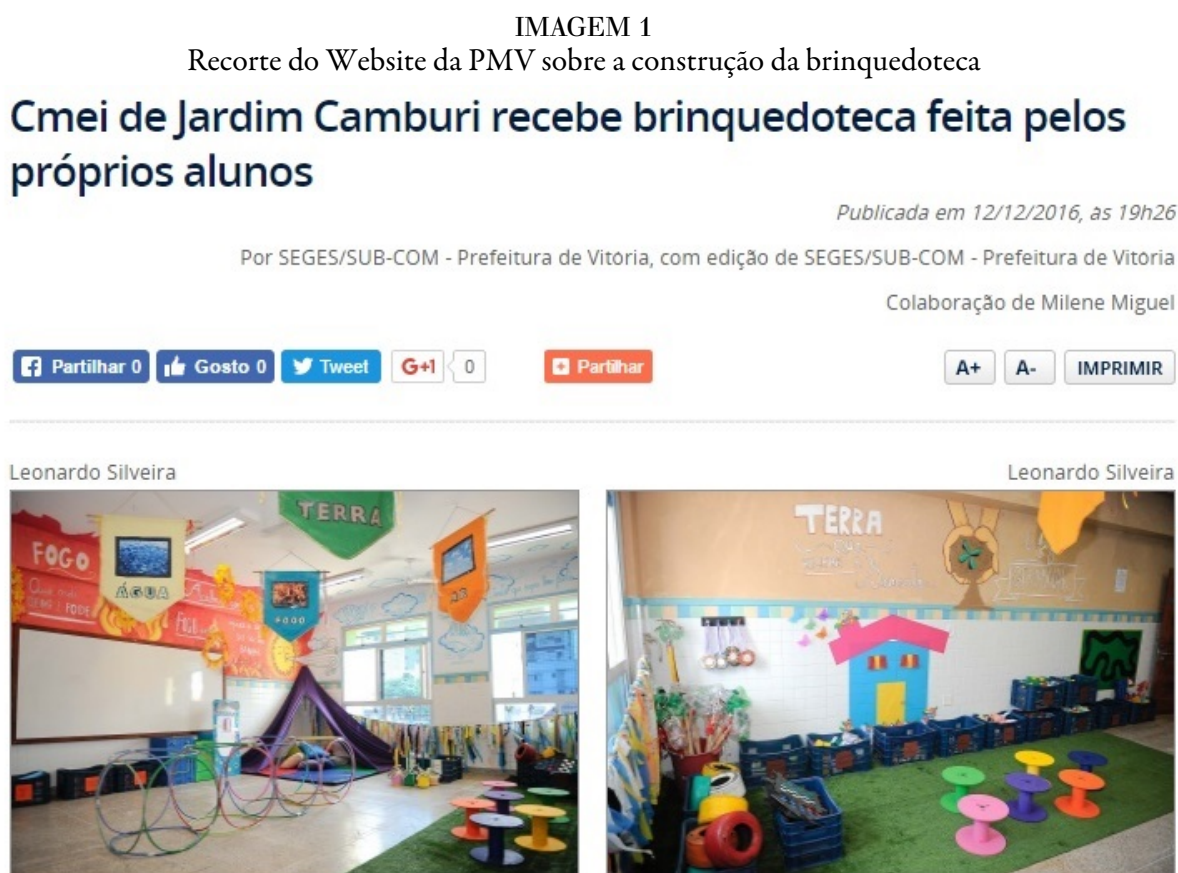 IMAGEM 1
Recorte do Website da PMV sobre a construção da brinquedoteca
Cmei de Jardim Camburi recebe brinquedoteca feita pelos
próprios alunos
Publicada em 12/12/2016, às 19h26
Por SEGES/SUB-COM - Prefeitura de Vitória, com edição de SEGES/SUB-COM - Prefeitura de Vitória
Colaboração de Milene Miguel
Partilhar 0 Gosto 0 Tweet G+1 0 Partilhar A+ A- IMPRIMIR
Leonardo Silveira Leonardo Silveira
TERRA
FOGO
ÁGUA
FOGO
AR
TERRA